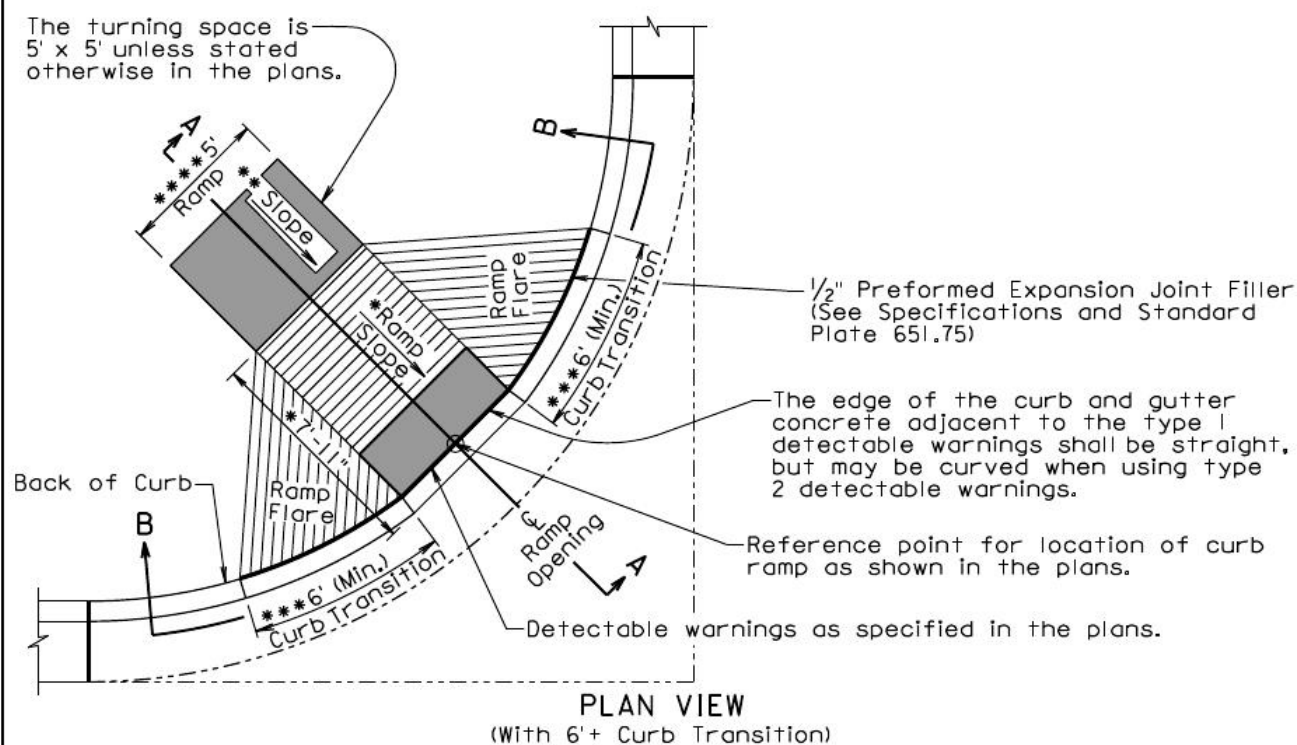 The turning space is
5' x 5' unless stated
otherwise in the plans.
A
****5'
Ramp
**
Slope
B
Ramp
Flare
*Ramp
Slope
***6' (Min.)
Curb Transition
1/2" Preformed Expansion Joint Filler
(See Specifications and Standard
Plate 651.75)
The edge of the curb and gutter
concrete adjacent to the type 1
detectable warnings shall be straight,
but may be curved when using type
2 detectable warnings.
*7'-11"
Back of Curb
Ramp
Flare
B
℄
Ramp
Opening
A
Reference point for location of curb
ramp as shown in the plans.
***6' (Min.)
Curb Transition
Detectable warnings as specified in the plans.
PLAN VIEW
(With 6'+ Curb Transition)